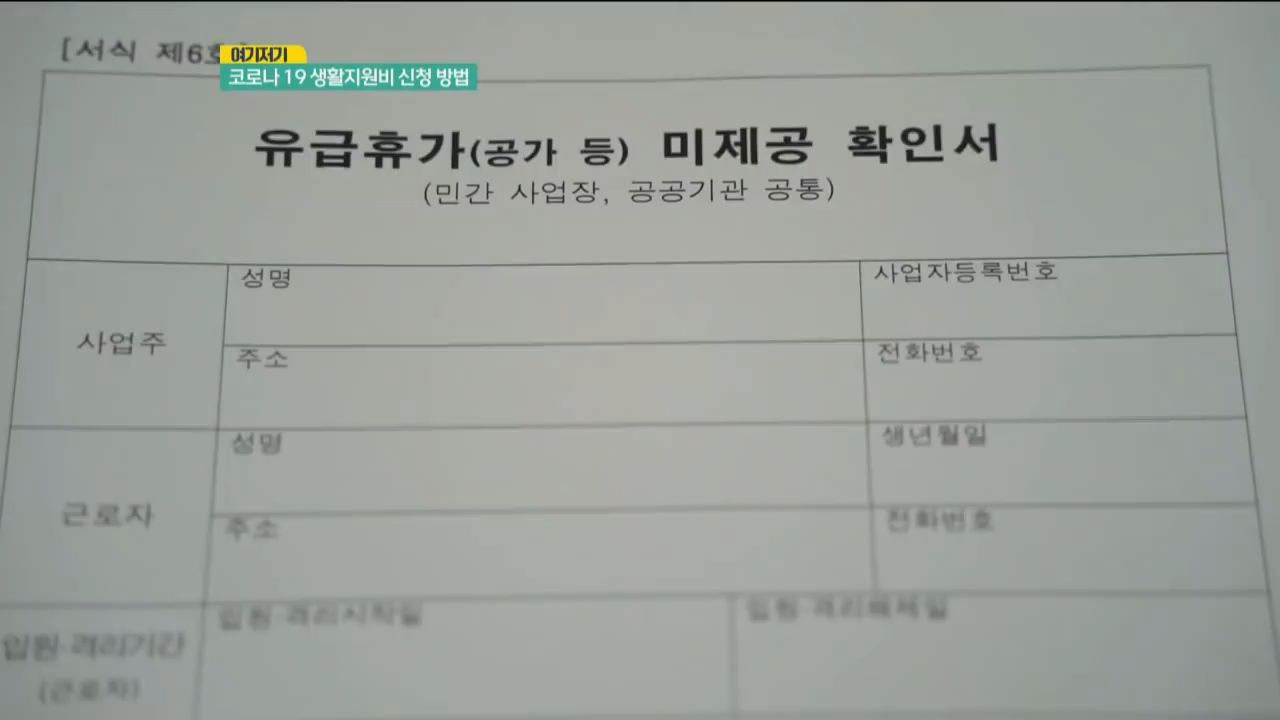 [서식 제6호
여기저기
코로나 19 생활지원비 신청 방법
유급휴가(공가 등) 미제공 확인서
(민간 사업장, 공공기관 공통)
사업주
성명
사업자등록번호
주소
전화번호
근로자
성명
생년월일
주소
전화번호
입원·격리기간
(근로자)
입원·격리시작일
입원·격리해제일